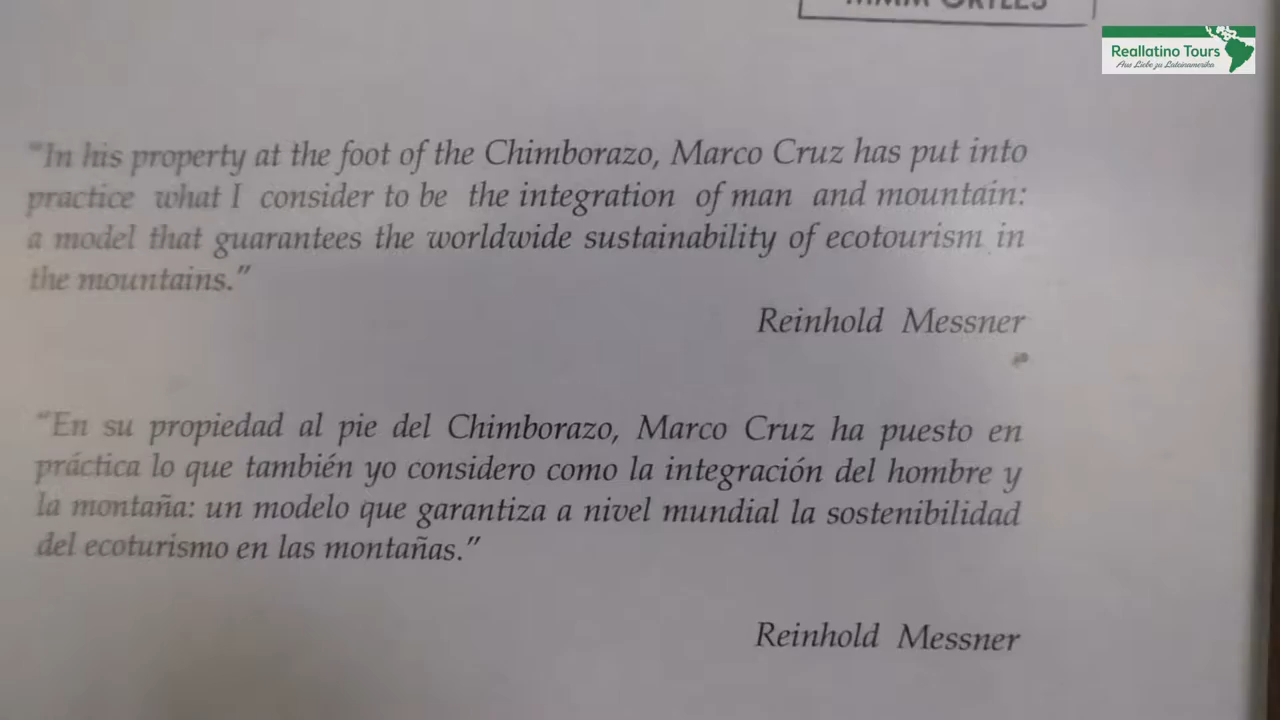 Reallatino Tours
Aus Liebe zu Lateinamerika
"In his property at the foot of the Chimborazo, Marco Cruz has put into
practice what I consider to be the integration of man and mountain:
a model that guarantees the worldwide sustainability of ecotourism in
the mountains."
Reinhold Messner
"En su propiedad al pie del Chimborazo, Marco Cruz ha puesto en
práctica lo que también yo considero como la integración del hombre y
la montaña: un modelo que garantiza a nivel mundial la sostenibilidad
del ecoturismo en las montañas."
Reinhold Messner